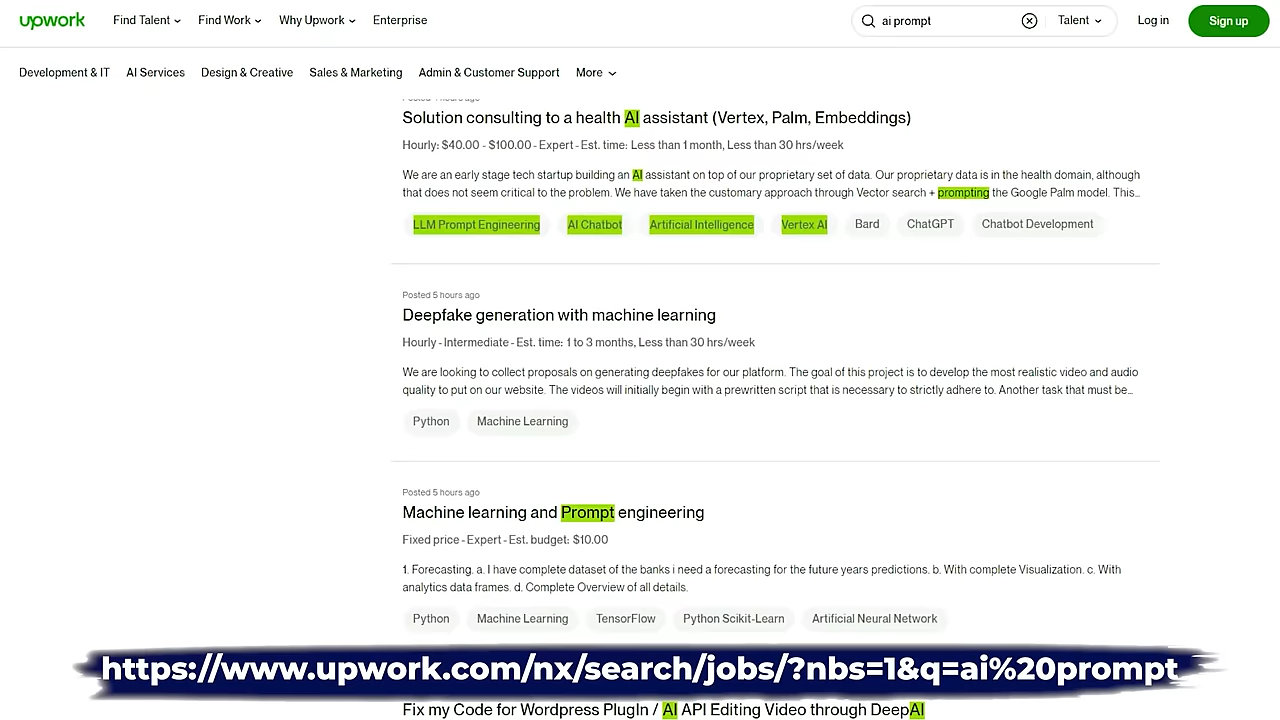 upwork
Find Talent
Find Work
Why Upwork
Enterprise
ai prompt
Talent
Log in
Sign up
Development & IT
AI Services
Design & Creative
Sales & Marketing
Admin & Customer Support
More
Solution consulting to a health AI assistant (Vertex, Palm, Embeddings)
Hourly: $40.00 - $100.00 - Expert - Est. time: Less than 1 month, Less than 30 hrs/week
We are an early stage tech startup building an AI assistant on top of our proprietary set of data. Our proprietary data is in the health domain, although
that does not seem critical to the problem. We have taken the customary approach through Vector search + prompting the Google Palm model. This...
LLM Prompt Engineering
AI Chatbot
Artificial Intelligence
Vertex AI
Bard
ChatGPT
Chatbot Development
Posted 5 hours ago
Deepfake generation with machine learning
Hourly - Intermediate - Est. time: 1 to 3 months, Less than 30 hrs/week
We are looking to collect proposals on generating deepfakes for our platform. The goal of this project is to develop the most realistic video and audio
quality to put on our website. The videos will initially begin with a prewritten script that is necessary to strictly adhere to. Another task that must be...
Python
Machine Learning
Posted 5 hours ago
Machine learning and Prompt engineering
Fixed price - Expert - Est. budget: $10.00
1. Forecasting. a. I have complete dataset of the banks i need a forecasting for the future years predictions. b. With complete Visualization. c. With
analytics data frames. d. Complete Overview of all details.
Python
Machine Learning
TensorFlow
Python Scikit-Learn
Artificial Neural Network
https://www.upwork.com/nx/search/jobs/?nbs=1&q=ai%20prompt
Fix my Code for Wordpress PlugIn / AI API Editing Video through DeepAI